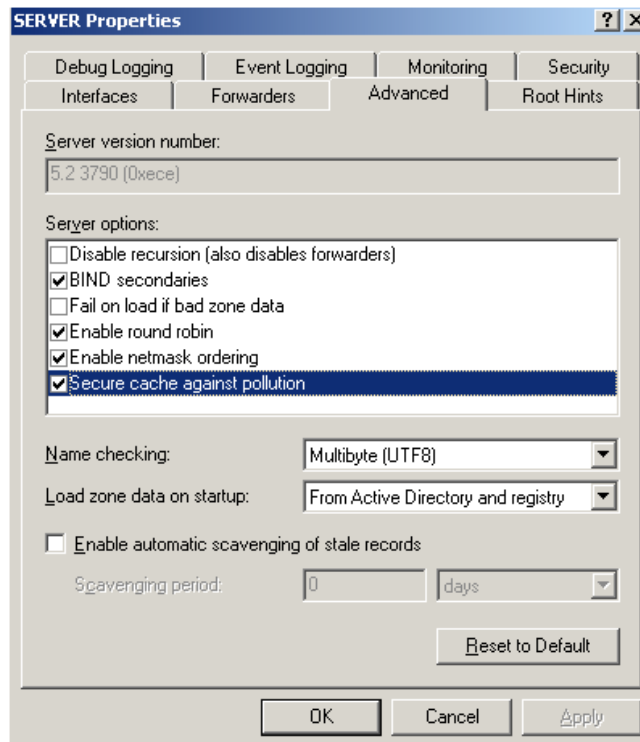 SERVER Properties
Debug Logging Event Logging Monitoring Security
Interfaces Forwarders Advanced Root Hints
Server version number:
5.2 3790 (0xece)
Server options:
Disable recursion (also disables forwarders)
BIND secondaries
Fail on load if bad zone data
Enable round robin
Enable netmask ordering
Secure cache against pollution
Name checking: Multibyte (UTF8)
Load zone data on startup: From Active Directory and registry
Enable automatic scavenging of stale records
Scavenging period: 0 days
Reset to Default
OK Cancel Apply